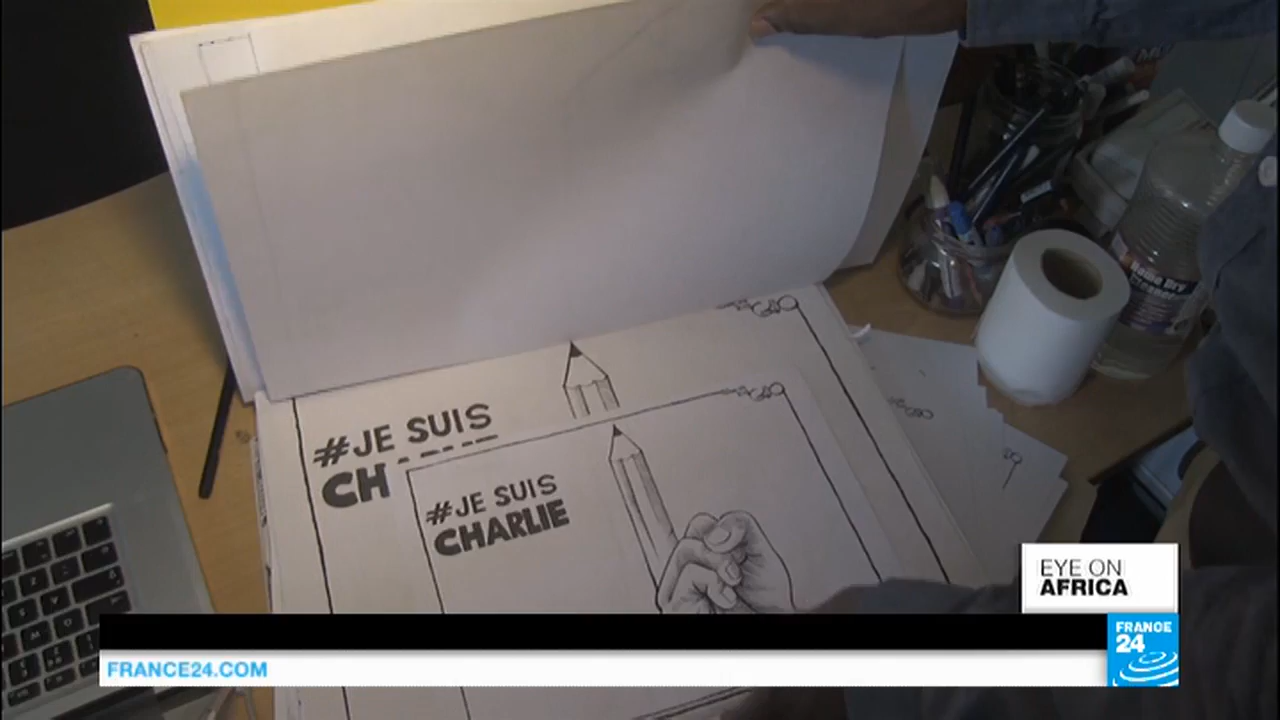 #JE SUIS
CH
#JE SUIS
CHARLIE
EYE ON
AFRICA
FRANCE
24
FRANCE24.COM